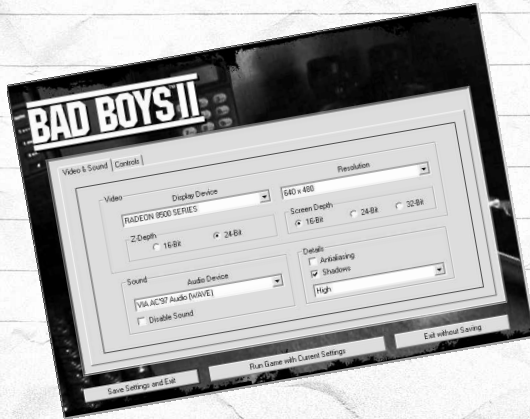 BAD BOYS II
Video & Sound
Controls
Video
Display Device
RADEON 8500 SERIES
Resolution
640 x 480
Z-Depth
16-Bit
24-Bit
Screen Depth
16-Bit
24-Bit
32-Bit
Sound
Audio Device
VIA AC'97 Audio (WAVE)
Disable Sound
Details
Antialiasing
Shadows
High
Save Settings and Exit
Run Game with Current Settings
Exit without Saving